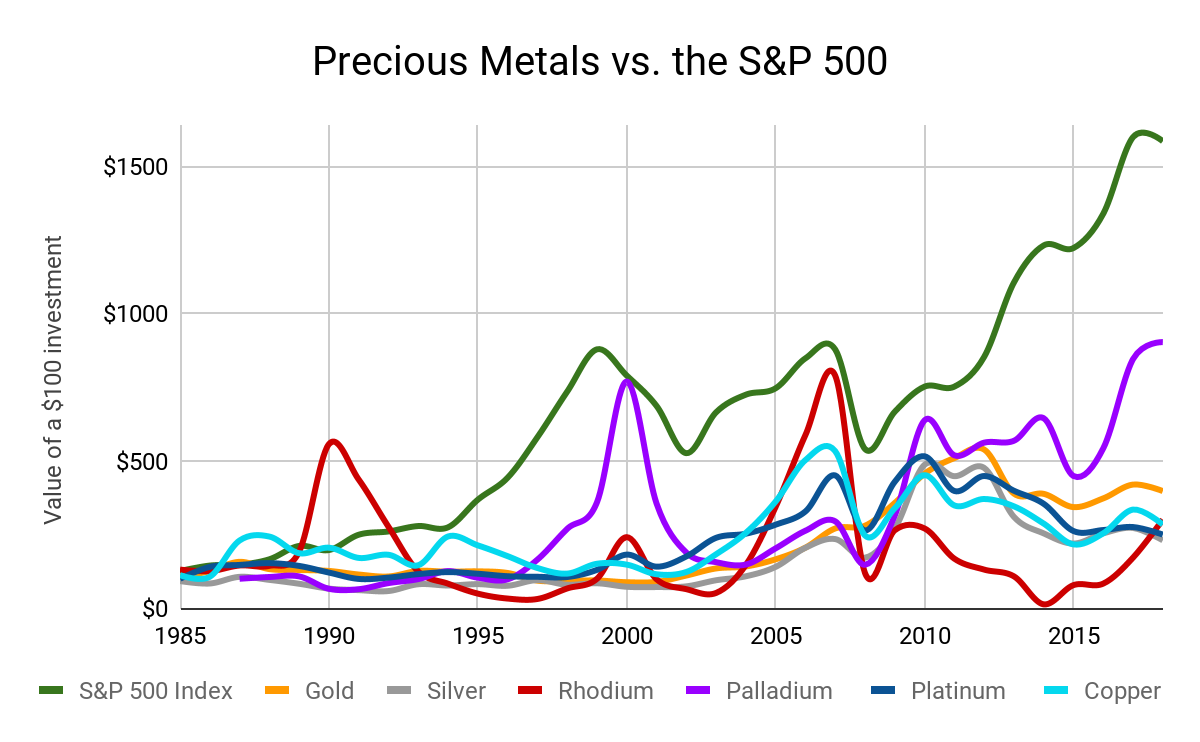 Precious Metals vs. the S&P 500
Value of a $100 investment
$1500
$1000
$500
$0
1985 1990 1995 2000 2005 2010 2015
S&P 500 Index Gold Silver Rhodium Palladium Platinum Copper